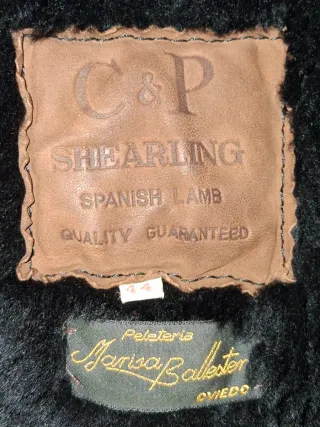 C & P
SHEARLING
SPANISH LAMB
QUALITY GUARANTEED
44
Peletería
Marisa Ballester
OVIEDO